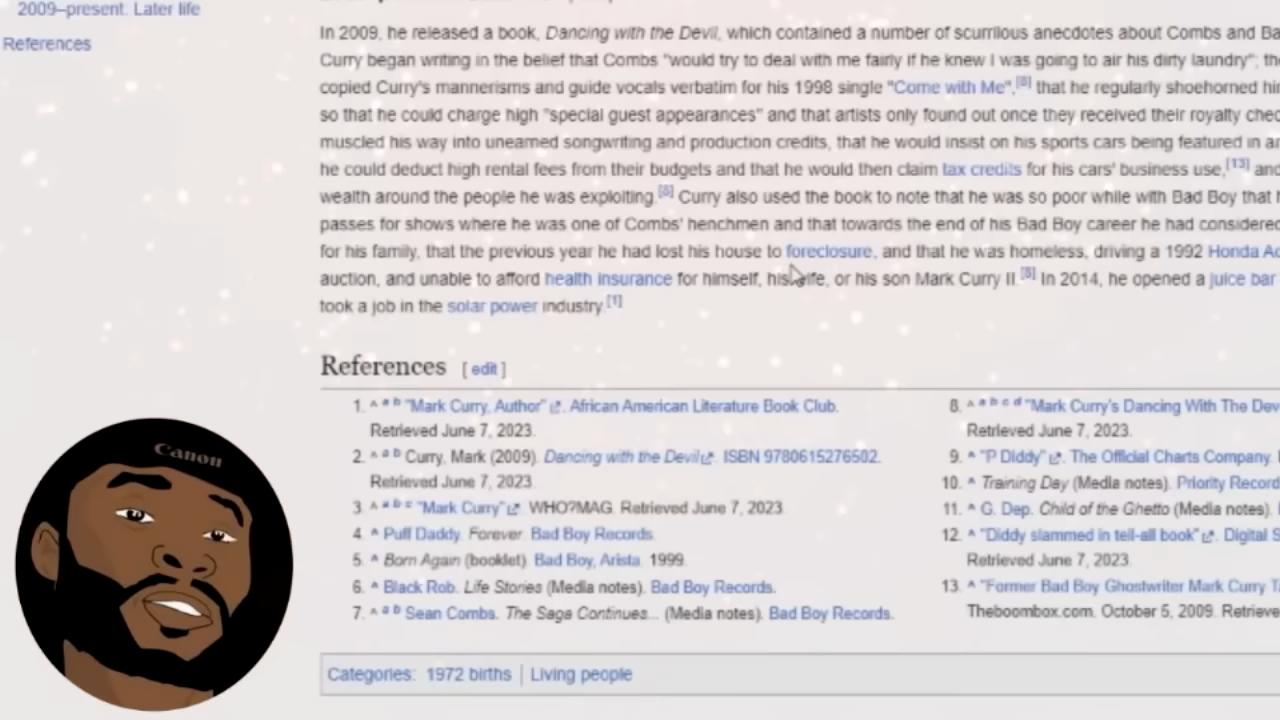 2009–present: Later life
References
In 2009, he released a book, Dancing with the Devil, which contained a number of scurrilous anecdotes about Combs and Ba
Curry began writing in the belief that Combs "would try to deal with me fairly if he knew I was going to air his dirty laundry"; the
copied Curry's mannerisms and guide vocals verbatim for his 1998 single "Come with Me",[8] that he regularly shoehorned him
so that he could charge high "special guest appearances" and that artists only found out once they received their royalty chec
muscled his way into unearned songwriting and production credits, that he would insist on his sports cars being featured in ar
he could deduct high rental fees from their budgets and that he would then claim tax credits for his cars' business use,[13] and
wealth around the people he was exploiting.[8] Curry also used the book to note that he was so poor while with Bad Boy that
passes for shows where he was one of Combs' henchmen and that towards the end of his Bad Boy career he had considered
for his family, that the previous year he had lost his house to foreclosure, and that he was homeless, driving a 1992 Honda Ac
auction, and unable to afford health insurance for himself, his wife, or his son Mark Curry II.[8] In 2014, he opened a juice bar
took a job in the solar power industry.[1]
References [ edit ]
1. ^ a b "Mark Curry, Author". African American Literature Book Club.
Retrieved June 7, 2023.
2. ^ a b Curry, Mark (2009). Dancing with the Devil. ISBN 9780615276502.
Retrieved June 7, 2023.
3. ^ a b c "Mark Curry". WHO?MAG. Retrieved June 7, 2023.
4. ^ Puff Daddy. Forever. Bad Boy Records.
5. ^ Born Again (booklet). Bad Boy, Arista. 1999.
6. ^ Black Rob. Life Stories (Media notes). Bad Boy Records.
7. ^ a b Sean Combs. The Saga Continues... (Media notes). Bad Boy Records.
8. ^ a b c d "Mark Curry's Dancing With The Dev
Retrieved June 7, 2023.
9. ^ "P Diddy". The Official Charts Company.
10. ^ Training Day (Media notes). Priority Record
11. ^ G. Dep. Child of the Ghetto (Media notes).
12. ^ "Diddy slammed in tell-all book". Digital S
Retrieved June 7, 2023.
13. ^ "Former Bad Boy Ghostwriter Mark Curry T
Theboombox.com. October 5, 2009. Retrieve
Categories: 1972 births | Living people
Canon